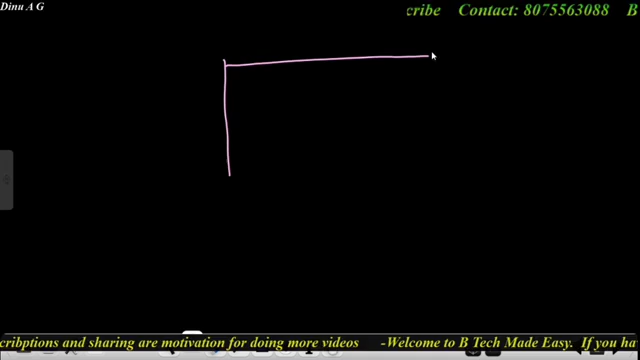 Dinu A G
cribe Contact: 8075563088 B
scribptions and sharing are motivation for doing more videos -Welcome to B Tech Made Easy. If you ha